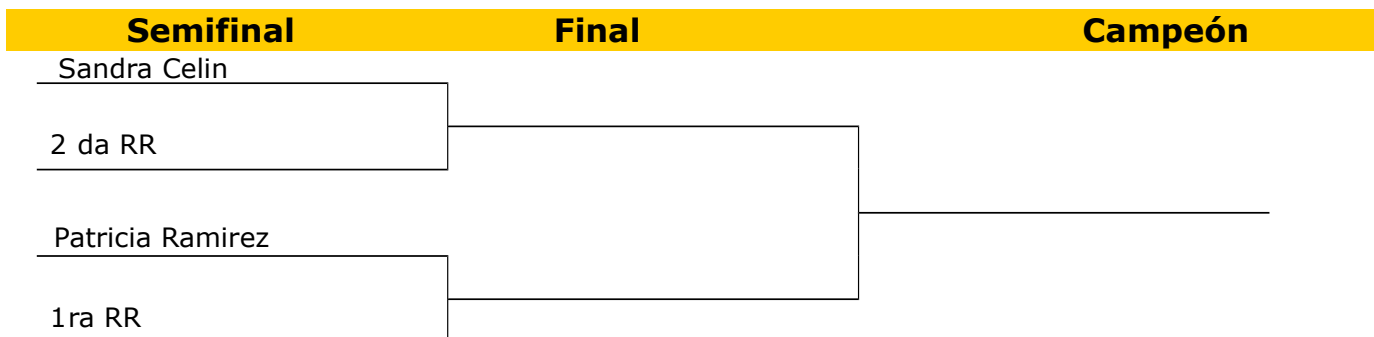 Semifinal Final Campeón
Sandra Celin
2 da RR
Patricia Ramirez
1ra RR